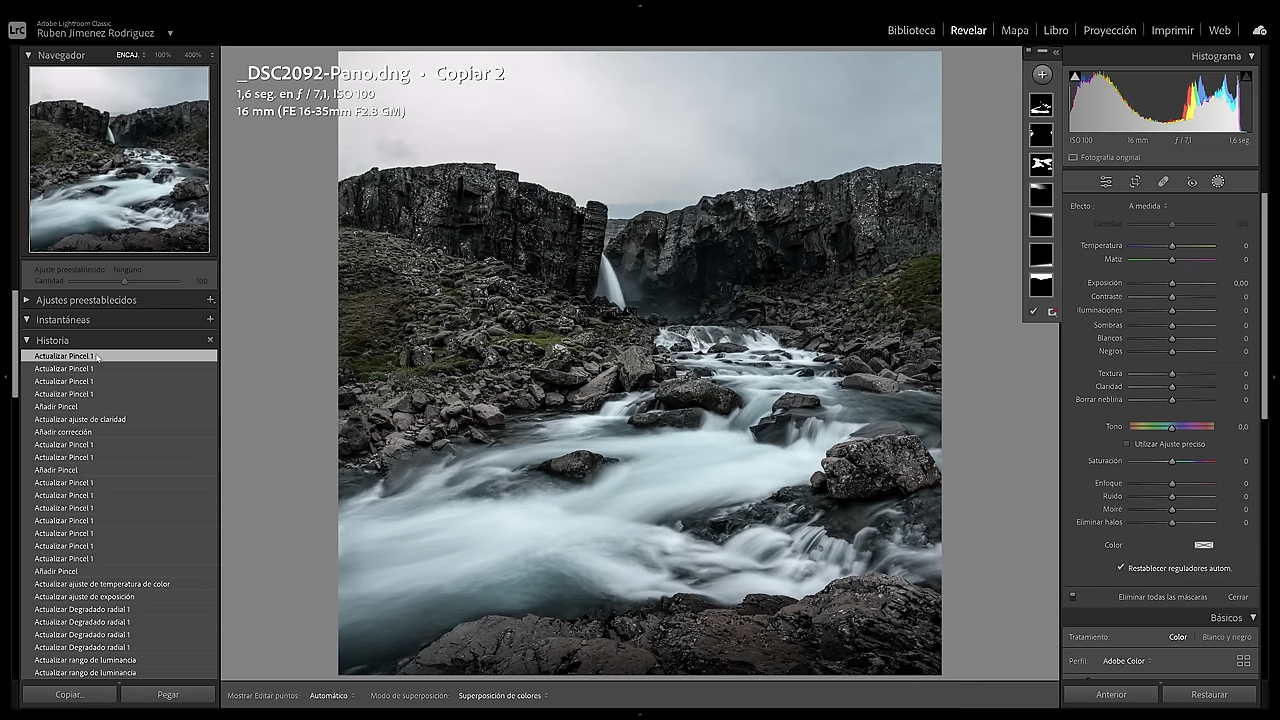 Adobe Lightroom Classic
Ruben Jimenez Rodriguez
LrC
Biblioteca | Revelar | Mapa | Libro | Proyección | Imprimir | Web
Navegador ENCAJ. 100% 400%
Ajuste preestablecido Ninguno
Cantidad 100
Ajustes preestablecidos
Instantáneas
Historia
Actualizar Pincel 1
Actualizar Pincel 1
Actualizar Pincel 1
Actualizar Pincel 1
Añadir Pincel
Actualizar ajuste de claridad
Añadir corrección
Actualizar Pincel 1
Actualizar Pincel 1
Añadir Pincel
Actualizar Pincel 1
Actualizar Pincel 1
Actualizar Pincel 1
Actualizar Pincel 1
Actualizar Pincel 1
Actualizar Pincel 1
Actualizar Pincel 1
Añadir Pincel
Actualizar ajuste de temperatura de color
Actualizar ajuste de exposición
Actualizar Degradado radial 1
Actualizar Degradado radial 1
Actualizar Degradado radial 1
Actualizar Degradado radial 1
Actualizar rango de luminancia
Actualizar rango de luminancia
Copiar... Pegar
_DSC2092-Pano.dng • Copiar 2
1,6 seg. en ƒ / 7,1, ISO 100
16 mm (FE 16-35mm F2.8 GM)
Mostrar Editar puntos: Automático Modo de superposición: Superposición de colores
Histograma
ISO 100 16 mm ƒ / 7,1 1,6 seg.
Fotografía original
Efecto : A medida
Cantidad 100
Temperatura 0
Matiz 0
Exposición 0,00
Contraste 0
Iluminaciones 0
Sombras 0
Blancos 0
Negros 0
Textura 0
Claridad 0
Borrar neblina 0
Tono 0,0
Utilizar Ajuste preciso
Saturación 0
Enfoque 0
Ruido 0
Moiré 0
Eliminar halos 0
Color
Restablecer reguladores autom.
Eliminar todas las máscaras Cerrar
Básicos
Tratamiento: Color Blanco y negro
Perfil: Adobe Color
Anterior Restaurar